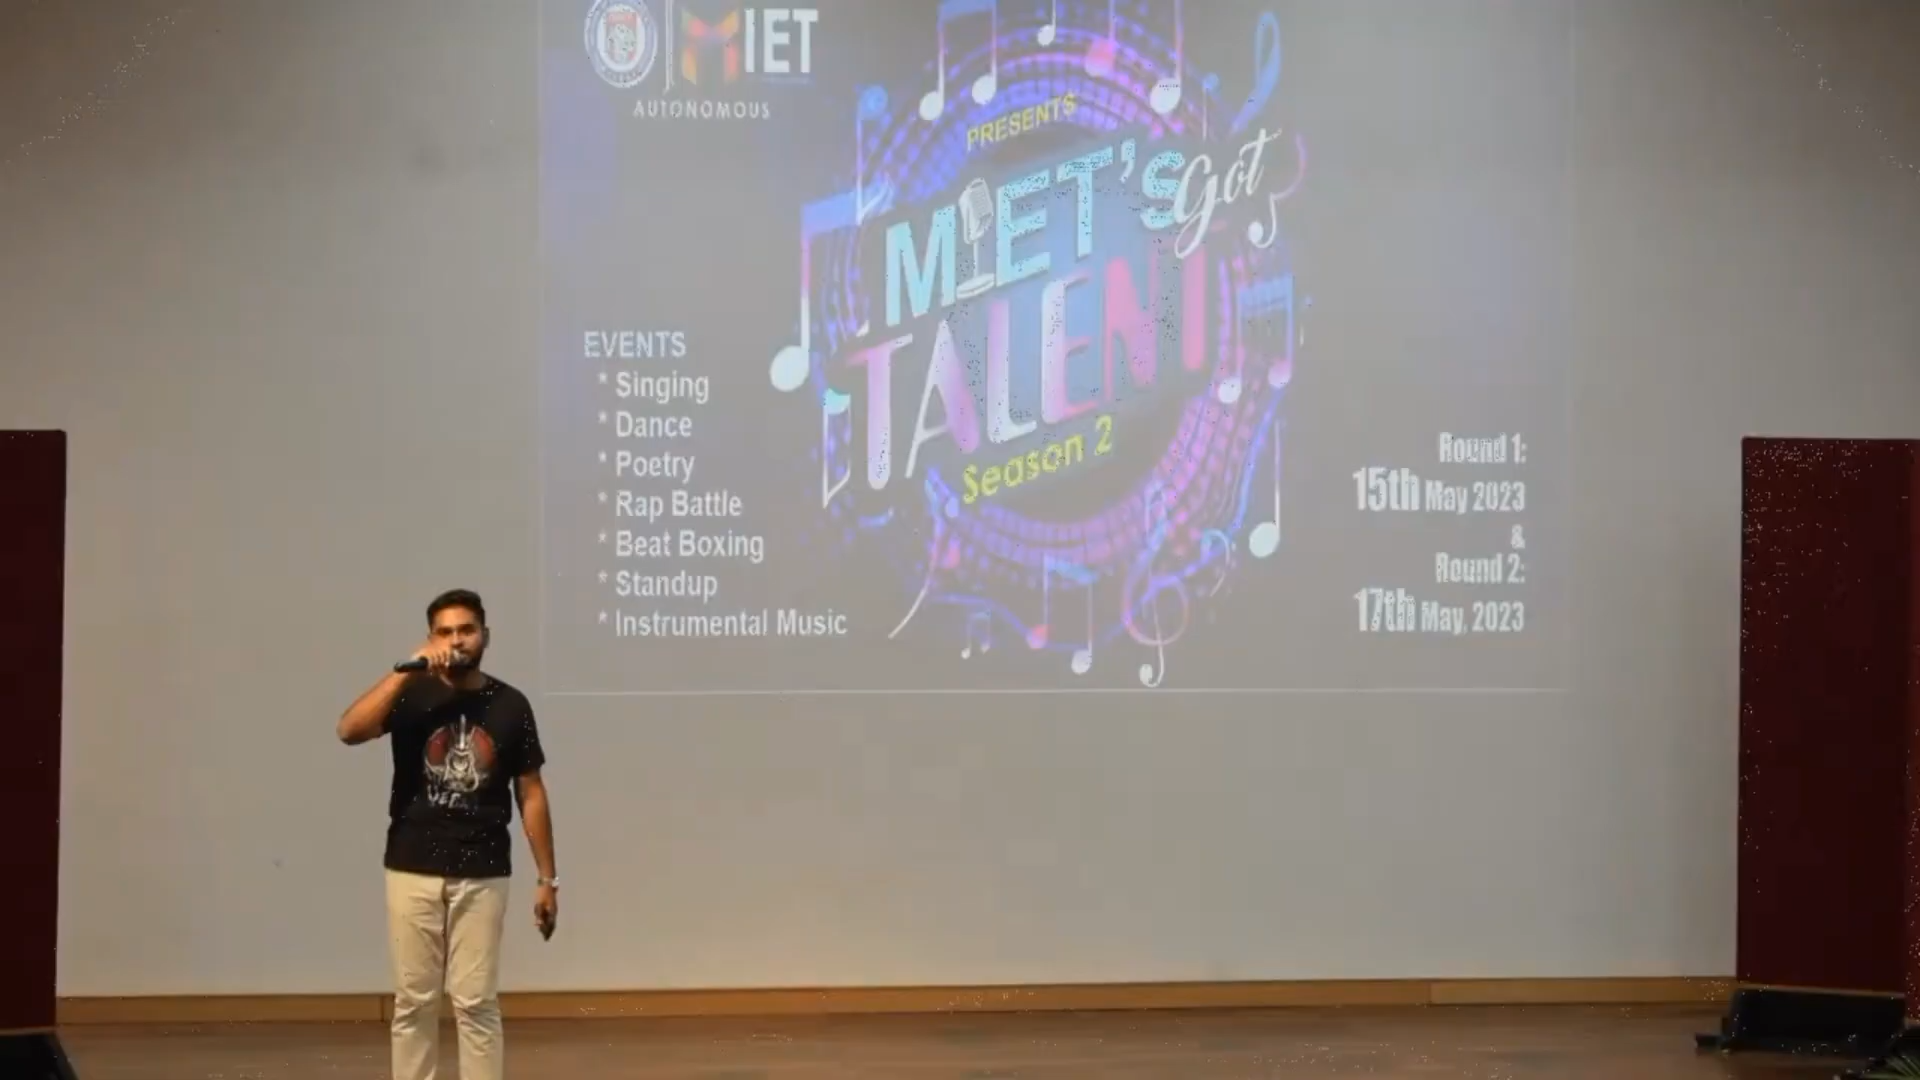 MIET
AUTONOMOUS
PRESENTS
MIET'S Got
TALENT
Season 2
EVENTS
* Singing
* Dance
* Poetry
* Rap Battle
* Beat Boxing
* Standup
* Instrumental Music
Round 1:
15th May 2023
&
Round 2:
17th May, 2023